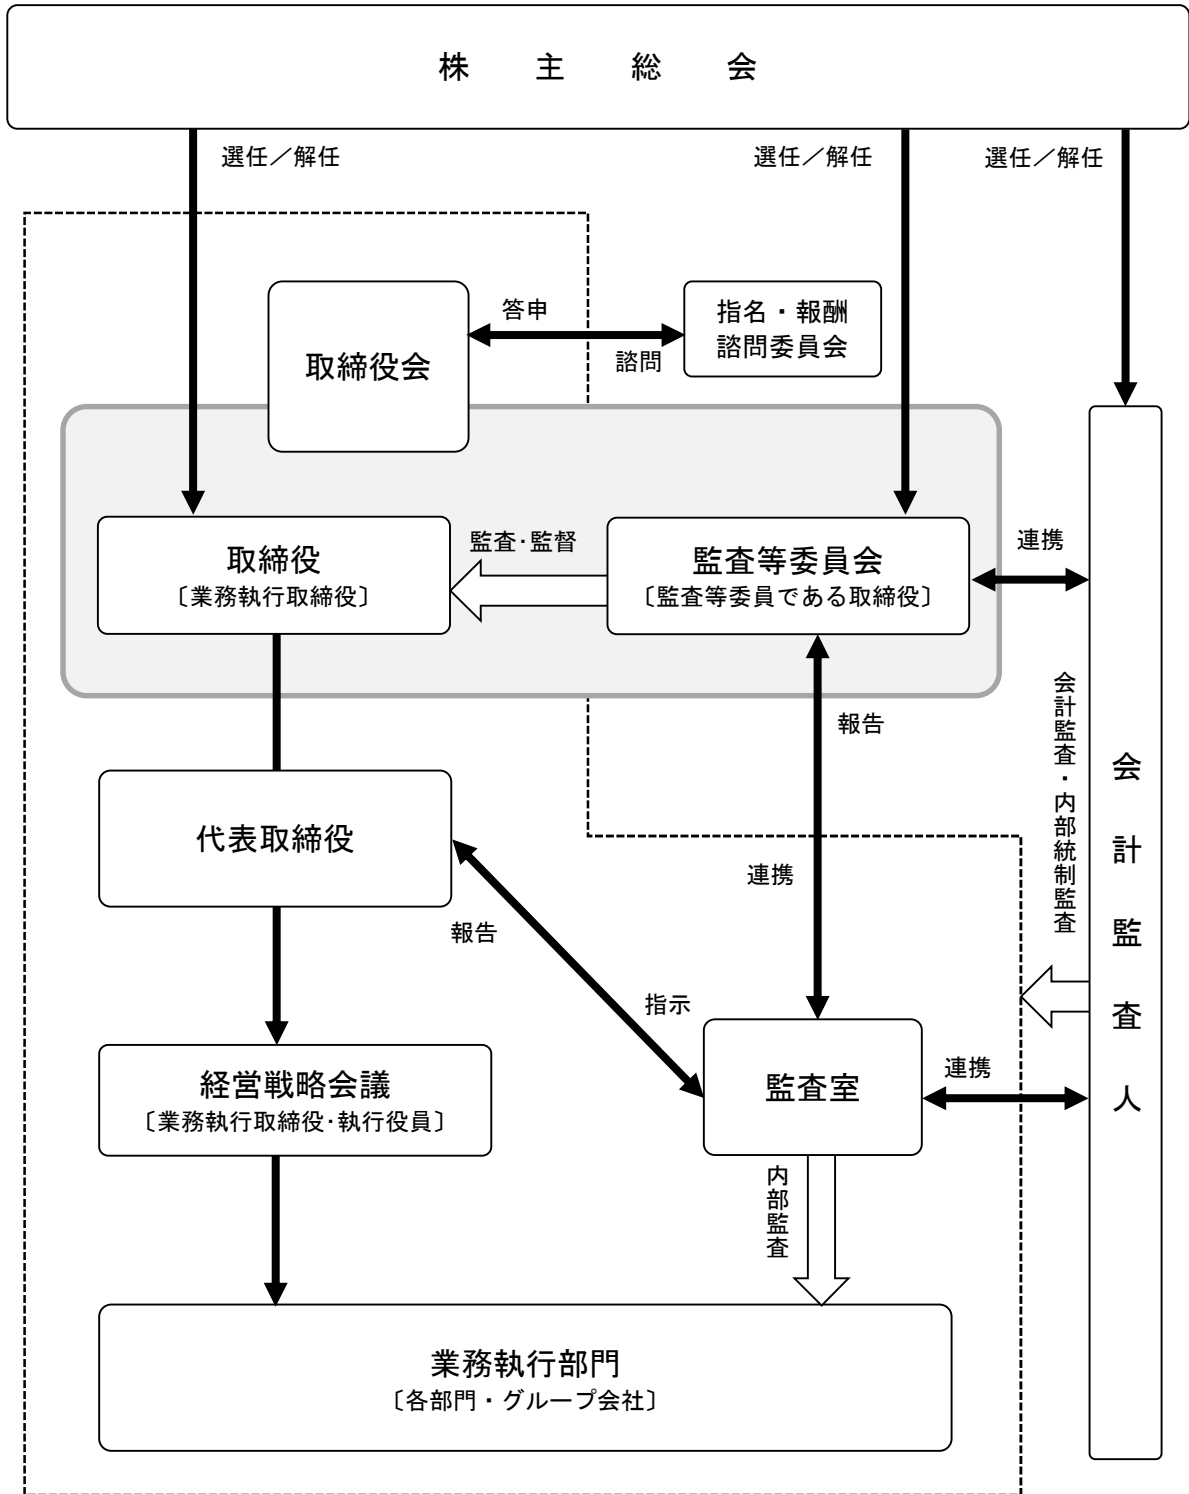 株主総会
選任／解任
選任／解任
選任／解任
答申
諮問
指名・報酬
諮問委員会
取締役会
取締役
〔業務執行取締役〕
監査･監督
監査等委員会
〔監査等委員である取締役〕
連携
報告
連携
会計監査・内部統制監査
会計監査人
代表取締役
報告
指示
経営戦略会議
〔業務執行取締役･執行役員〕
監査室
連携
内部監査
業務執行部門
〔各部門・グループ会社〕